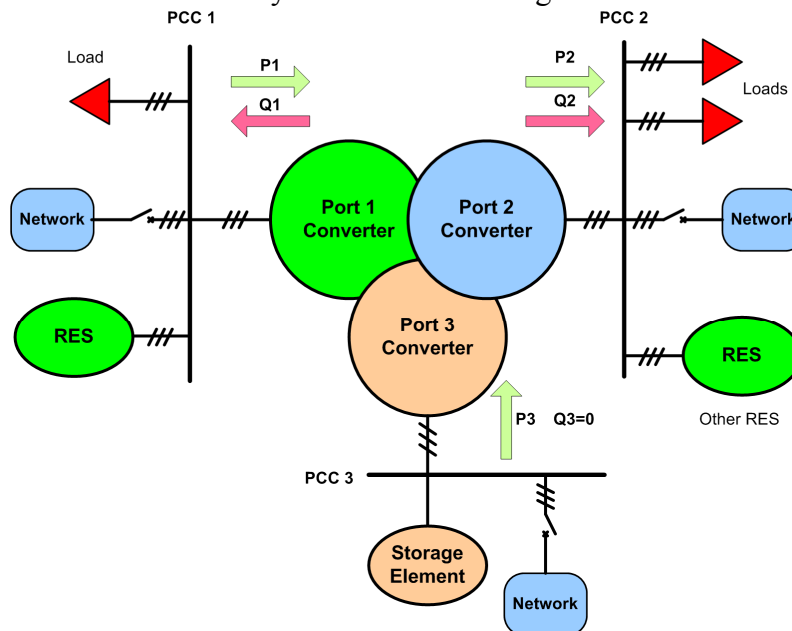 PCC 1
PCC 2
Load
P1
P2
Q1
Q2
Loads
Port 1
Converter
Port 2
Converter
Network
Network
Port 3
Converter
RES
RES
P3 Q3=0
Other RES
PCC 3
Storage
Element
Network